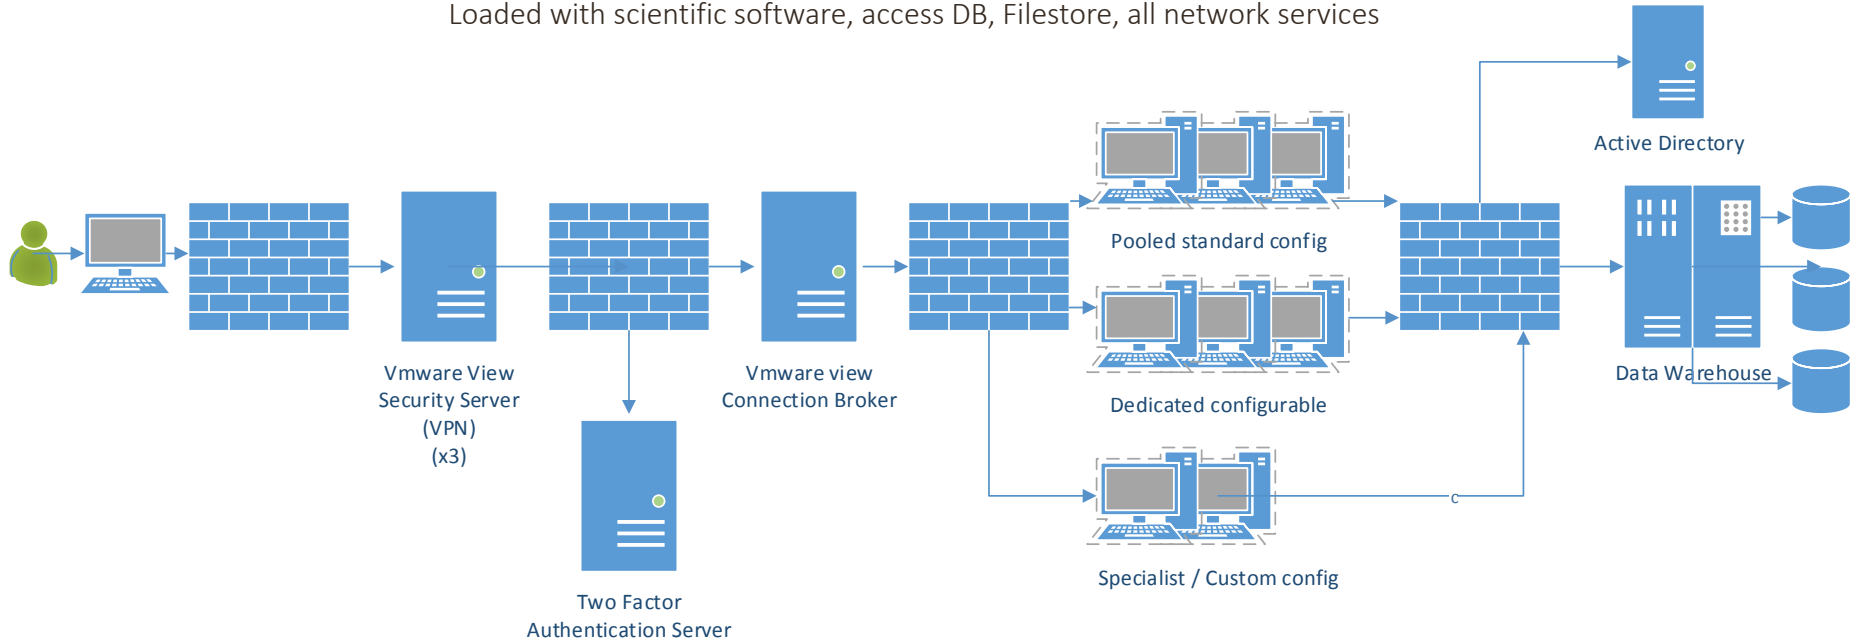 Loaded with scientific software, access DB, Filestore, all network services
Active Directory
Pooled standard config
Vmware View
Security Server
(VPN)
(x3)
Vmware view
Connection Broker
Data Warehouse
Dedicated configurable
c
Specialist / Custom config
Two Factor
Authentication Server